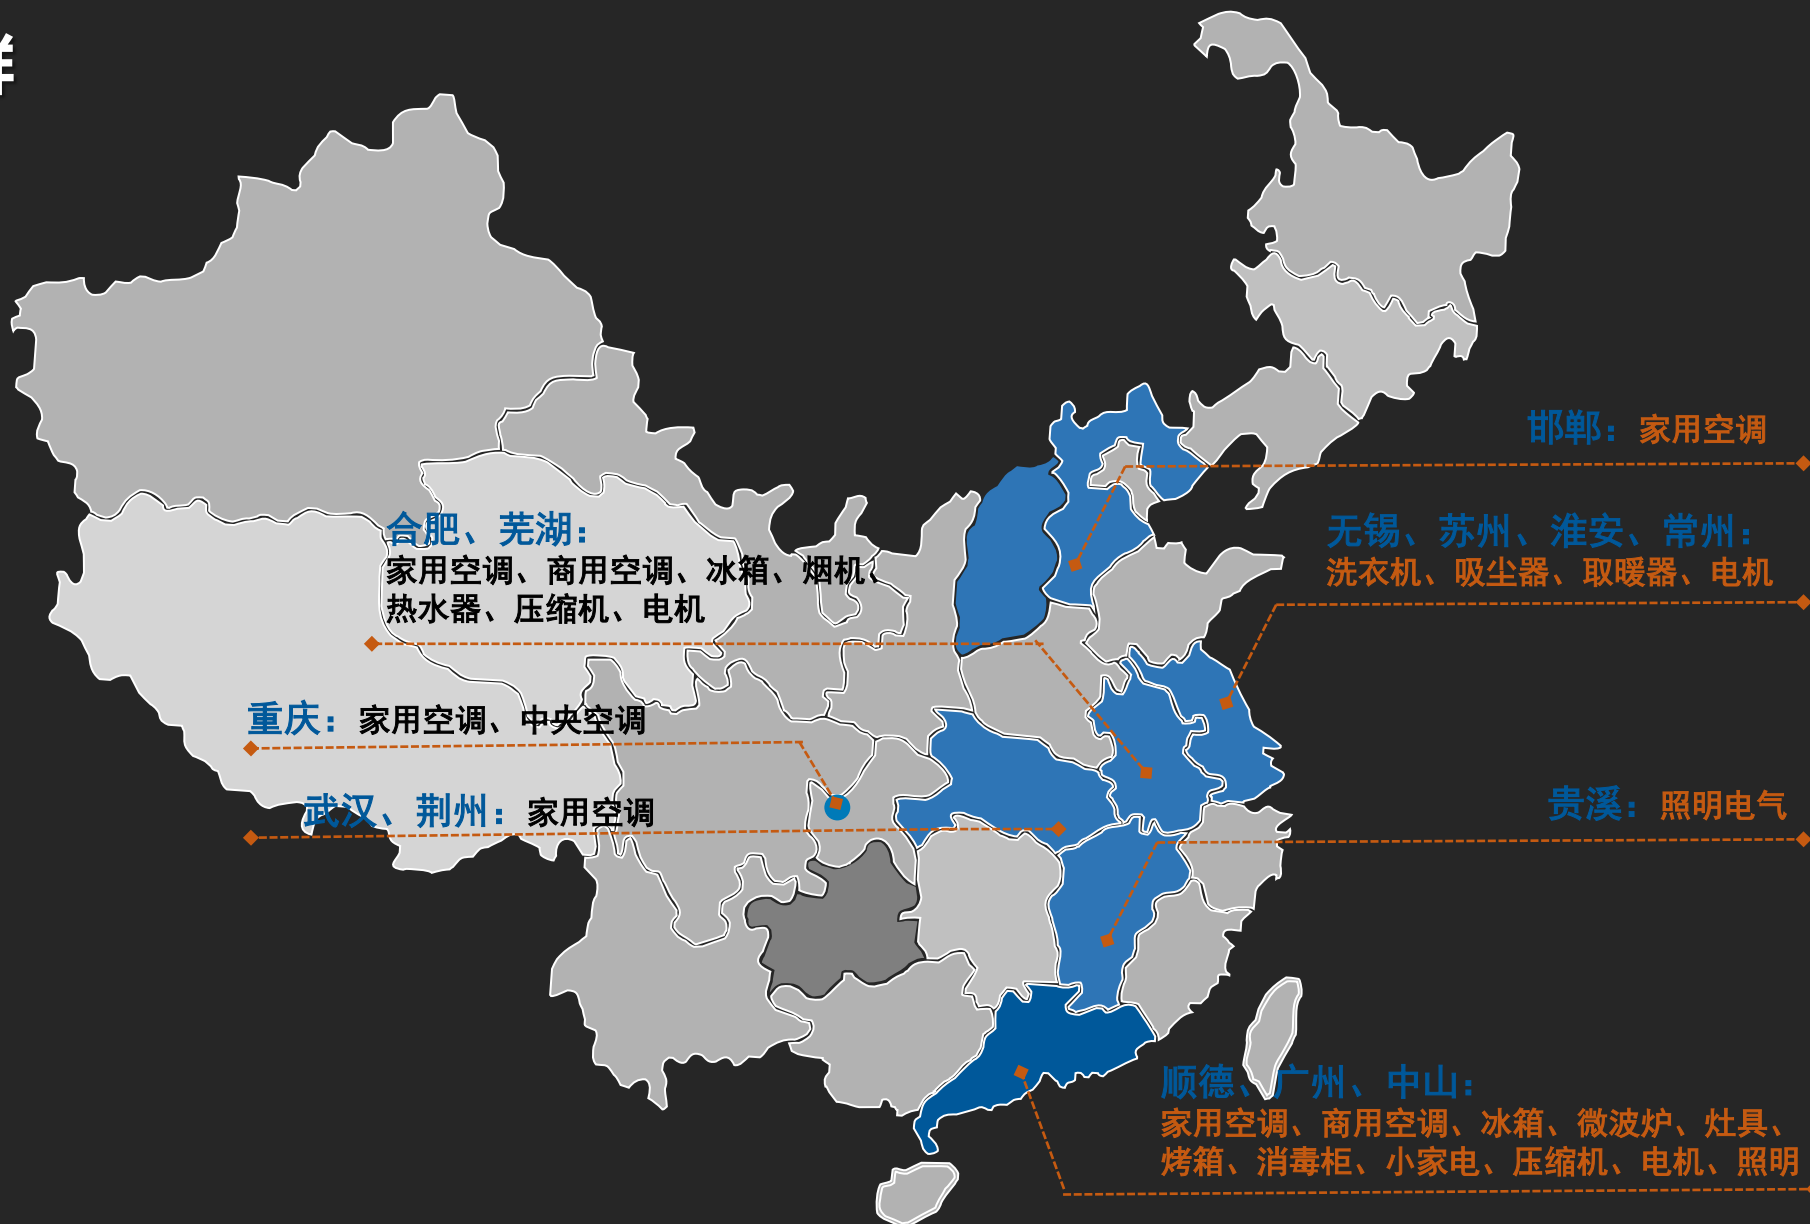 邯郸：家用空调
无锡、苏州、淮安、常州：
洗衣机、吸尘器、取暖器、电机
合肥、芜湖：
家用空调、商用空调、冰箱、烟机、
热水器、压缩机、电机
重庆：家用空调、中央空调
武汉、荆州：家用空调
贵溪：照明电气
顺德、广州、中山：
家用空调、商用空调、冰箱、微波炉、灶具、
烤箱、消毒柜、小家电、压缩机、电机、照明